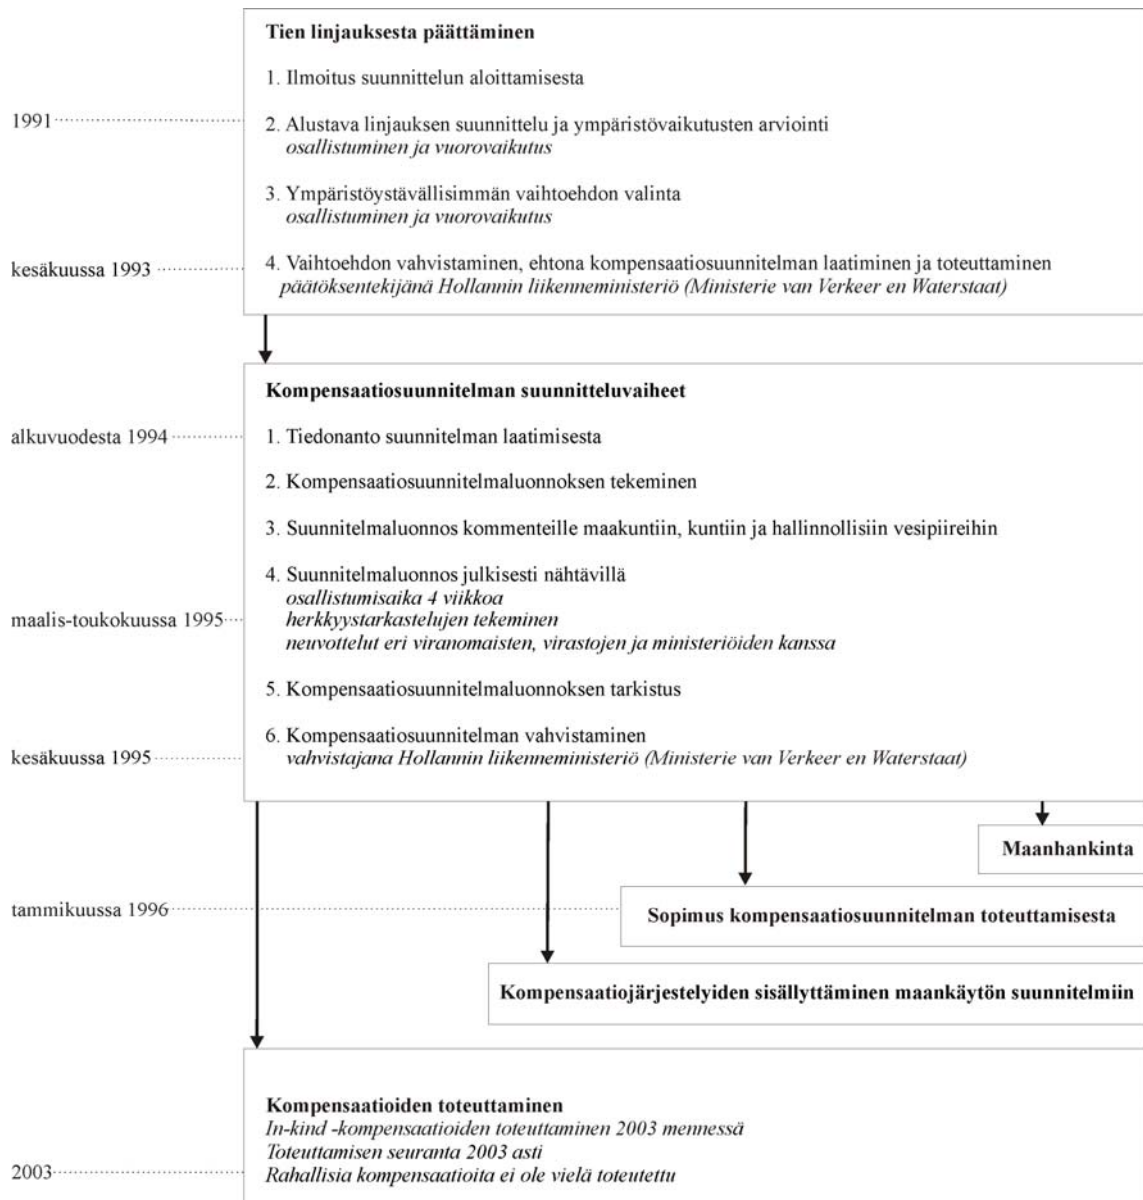 Tien linjauksesta päättäminen
1. Ilmoitus suunnittelun aloittamisesta
1991
2. Alustava linjauksen suunnittelu ja ympäristövaikutusten arviointi
osallistuminen ja vuorovaikutus
3. Ympäristöystävällisimmän vaihtoehdon valinta
osallistuminen ja vuorovaikutus
kesäkuussa 1993
4. Vaihtoehdon vahvistaminen, ehtona kompensaatiosuunnitelman laatiminen ja toteuttaminen
päätöksentekijänä Hollannin liikenneministeriö (Ministerie van Verkeer en Waterstaat)
Kompensaatiosuunnitelman suunnitteluvaiheet
alkuvuodesta 1994
1. Tiedonanto suunnitelman laatimisesta
2. Kompensaatiosuunnitelmaluonnoksen tekeminen
3. Suunnitelmaluonnos kommenteille maakuntiin, kuntiin ja hallinnollisiin vesipiireihin
4. Suunnitelmaluonnos julkisesti nähtävillä
osallistumisaika 4 viikkoa
maalis-toukokuussa 1995
herkkyystarkastelujen tekeminen
neuvottelut eri viranomaisten, virastojen ja ministeriöiden kanssa
5. Kompensaatiosuunnitelmaluonnoksen tarkistus
6. Kompensaatiosuunnitelman vahvistaminen
kesäkuussa 1995
vahvistajana Hollannin liikenneministeriö (Ministerie van Verkeer en Waterstaat)
Maanhankinta
tammikuussa 1996
Sopimus kompensaatiosuunnitelman toteuttamisesta
Kompensaatiojärjestelyiden sisällyttäminen maankäytön suunnitelmiin
Kompensaatioiden toteuttaminen
In-kind -kompensaatioiden toteuttaminen 2003 mennessä
Toteuttamisen seuranta 2003 asti
2003
Rahallisia kompensaatioita ei ole vielä toteutettu